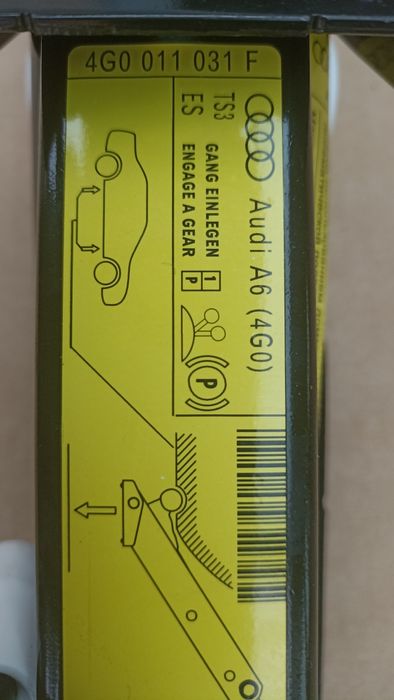 4G0 011 031 F
Audi A6 (4G0)
TS3
ES
GANG EINLEGEN
ENGAGE A GEAR
1
P
P